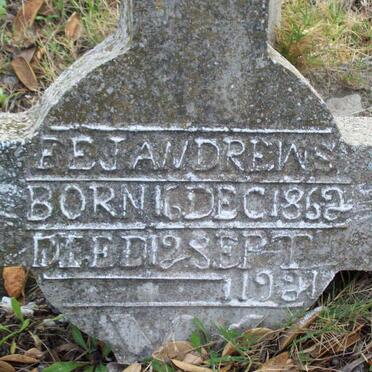 F E J ANDREWS
BORN 16 DEC 1862
DIED 12 SEPT
1931